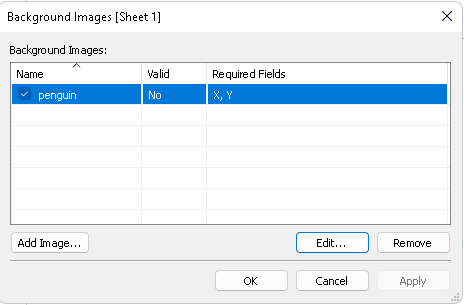 Background Images [Sheet 1]
Background Images:
Name Valid Required Fields
penguin No X, Y
Add Image... Edit... Remove
OK Cancel Apply